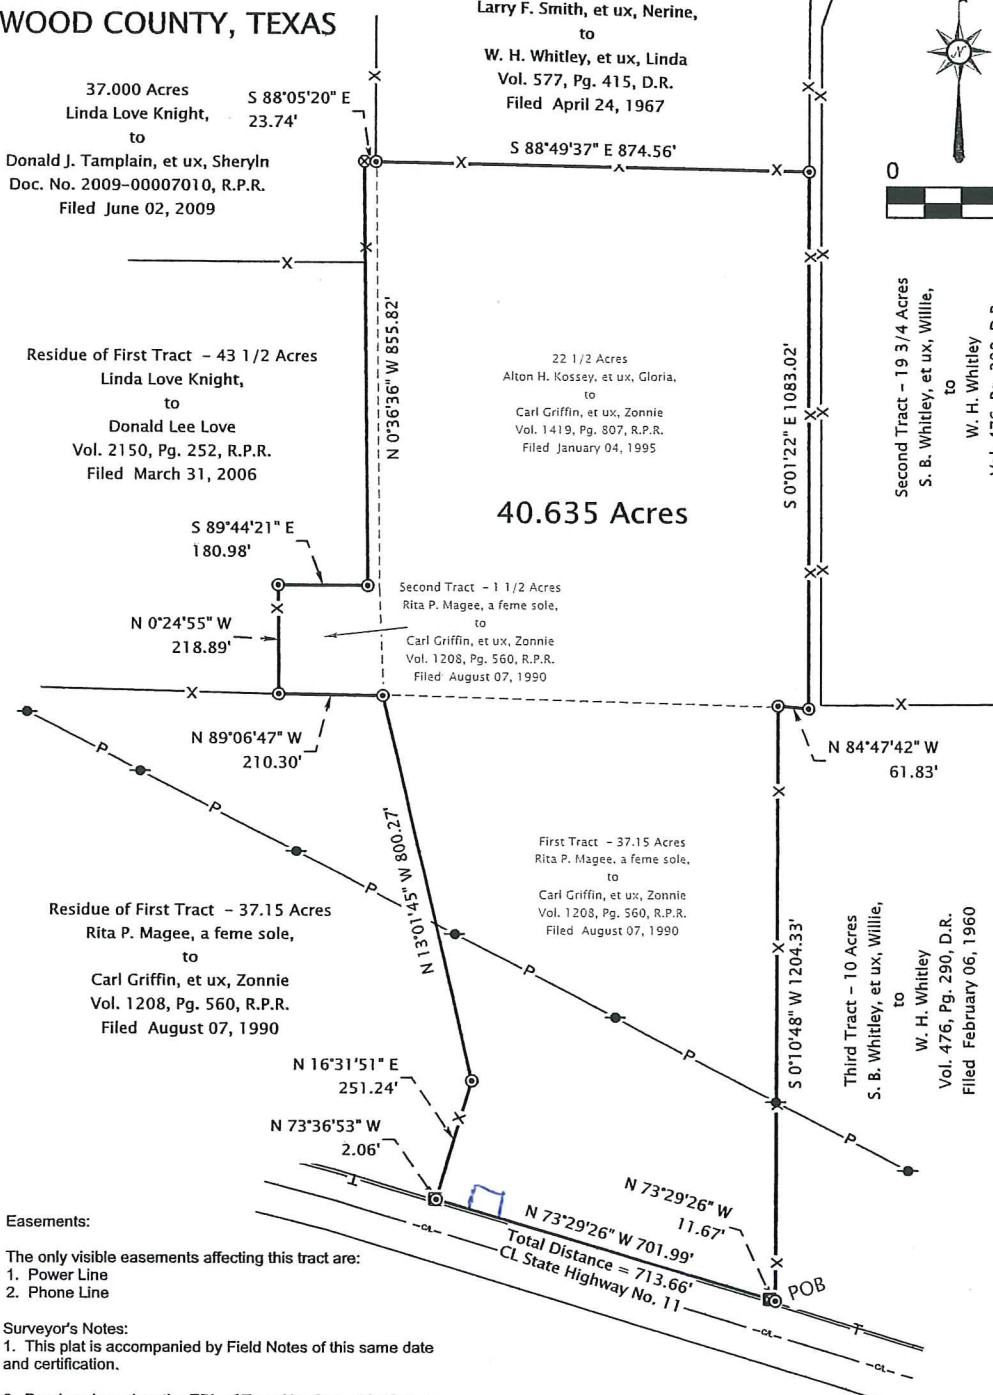 WOOD COUNTY, TEXAS
Larry F. Smith, et ux, Nerine,
to
W. H. Whitley, et ux, Linda
Vol. 577, Pg. 415, D.R.
Filed April 24, 1967
N
0
37.000 Acres
Linda Love Knight,
to
Donald J. Tamplain, et ux, Sheryln
Doc. No. 2009-00007010, R.P.R.
Filed June 02, 2009
S 88°05'20" E
23.74'
S 88°49'37" E 874.56'
Residue of First Tract - 43 1/2 Acres
Linda Love Knight,
to
Donald Lee Love
Vol. 2150, Pg. 252, R.P.R.
Filed March 31, 2006
N 0°36'36" W 855.82'
22 1/2 Acres
Alton H. Kossey, et ux, Gloria,
to
Carl Griffin, et ux, Zonnie
Vol. 1419, Pg. 807, R.P.R.
Filed January 04, 1995
40.635 Acres
S 0°01'22" E 1083.02'
Second Tract - 19 3/4 Acres
S. B. Whitley, et ux, Willie,
to
W. H. Whitley
S 89°44'21" E
180.98'
N 0°24'55" W
218.89'
Second Tract - 1 1/2 Acres
Rita P. Magee, a feme sole,
to
Carl Griffin, et ux, Zonnie
Vol. 1208, Pg. 560, R.P.R.
Filed August 07, 1990
N 89°06'47" W
210.30'
N 84°47'42" W
61.83'
N 13°01'45" W 800.27'
First Tract - 37.15 Acres
Rita P. Magee, a feme sole,
to
Carl Griffin, et ux, Zonnie
Vol. 1208, Pg. 560, R.P.R.
Filed August 07, 1990
Residue of First Tract - 37.15 Acres
Rita P. Magee, a feme sole,
to
Carl Griffin, et ux, Zonnie
Vol. 1208, Pg. 560, R.P.R.
Filed August 07, 1990
S 0°10'48" W 1204.33'
Third Tract - 10 Acres
S. B. Whitley, et ux, Willie,
to
W. H. Whitley
Vol. 476, Pg. 290, D.R.
Filed February 06, 1960
N 16°31'51" E
251.24'
N 73°36'53" W
2.06'
N 73°29'26" W
11.67'
N 73°29'26" W 701.99'
Total Distance = 713.66'
CL State Highway No. 11
POB
Easements:
The only visible easements affecting this tract are:
1. Power Line
2. Phone Line
Surveyor's Notes:
1. This plat is accompanied by Field Notes of this same date
and certification.